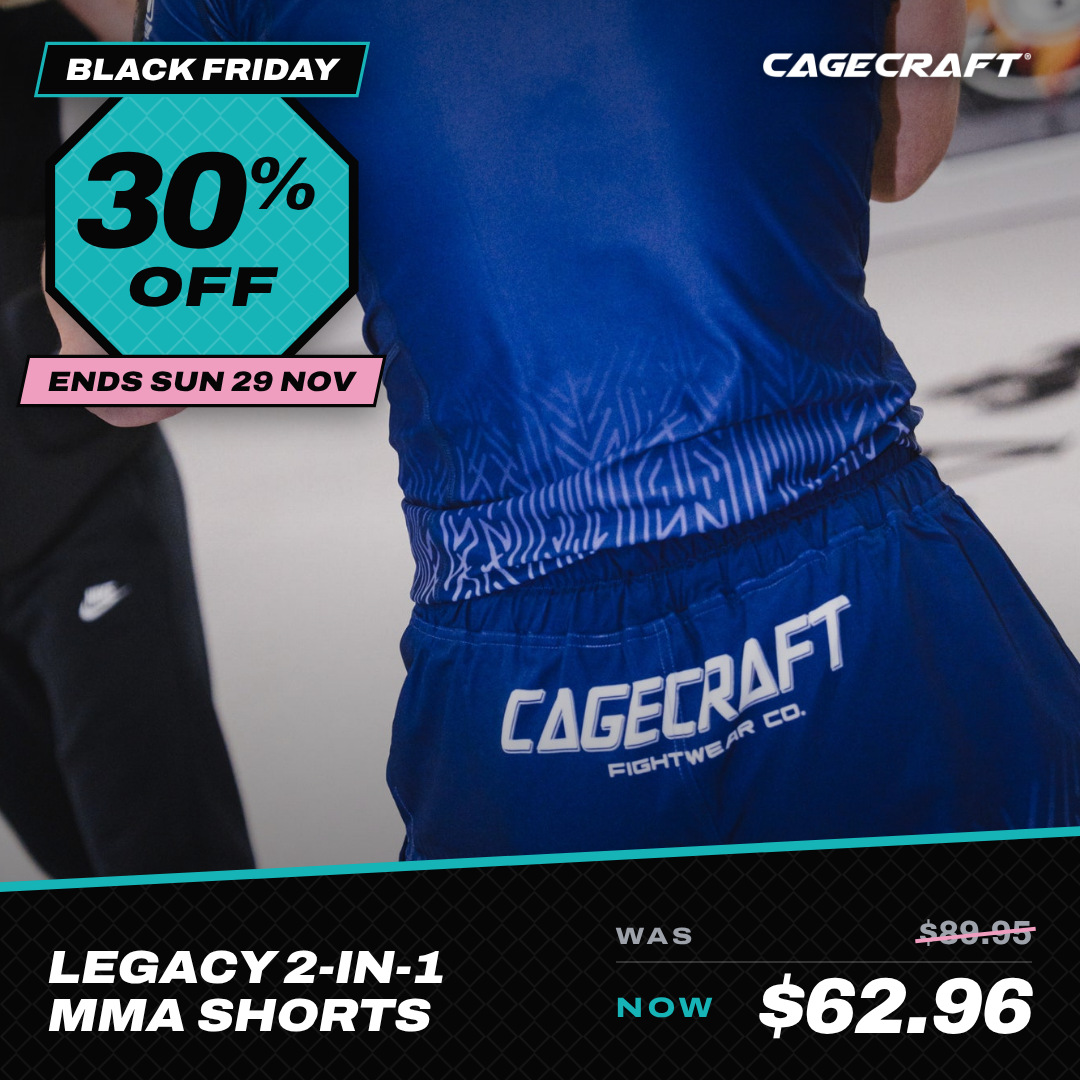 BLACK FRIDAY
CAGECRAFT®
30%
OFF
ENDS SUN 29 NOV
CAGECRAFT
FIGHTWEAR CO.
LEGACY 2-IN-1
MMA SHORTS
WAS $89.95
NOW $62.96